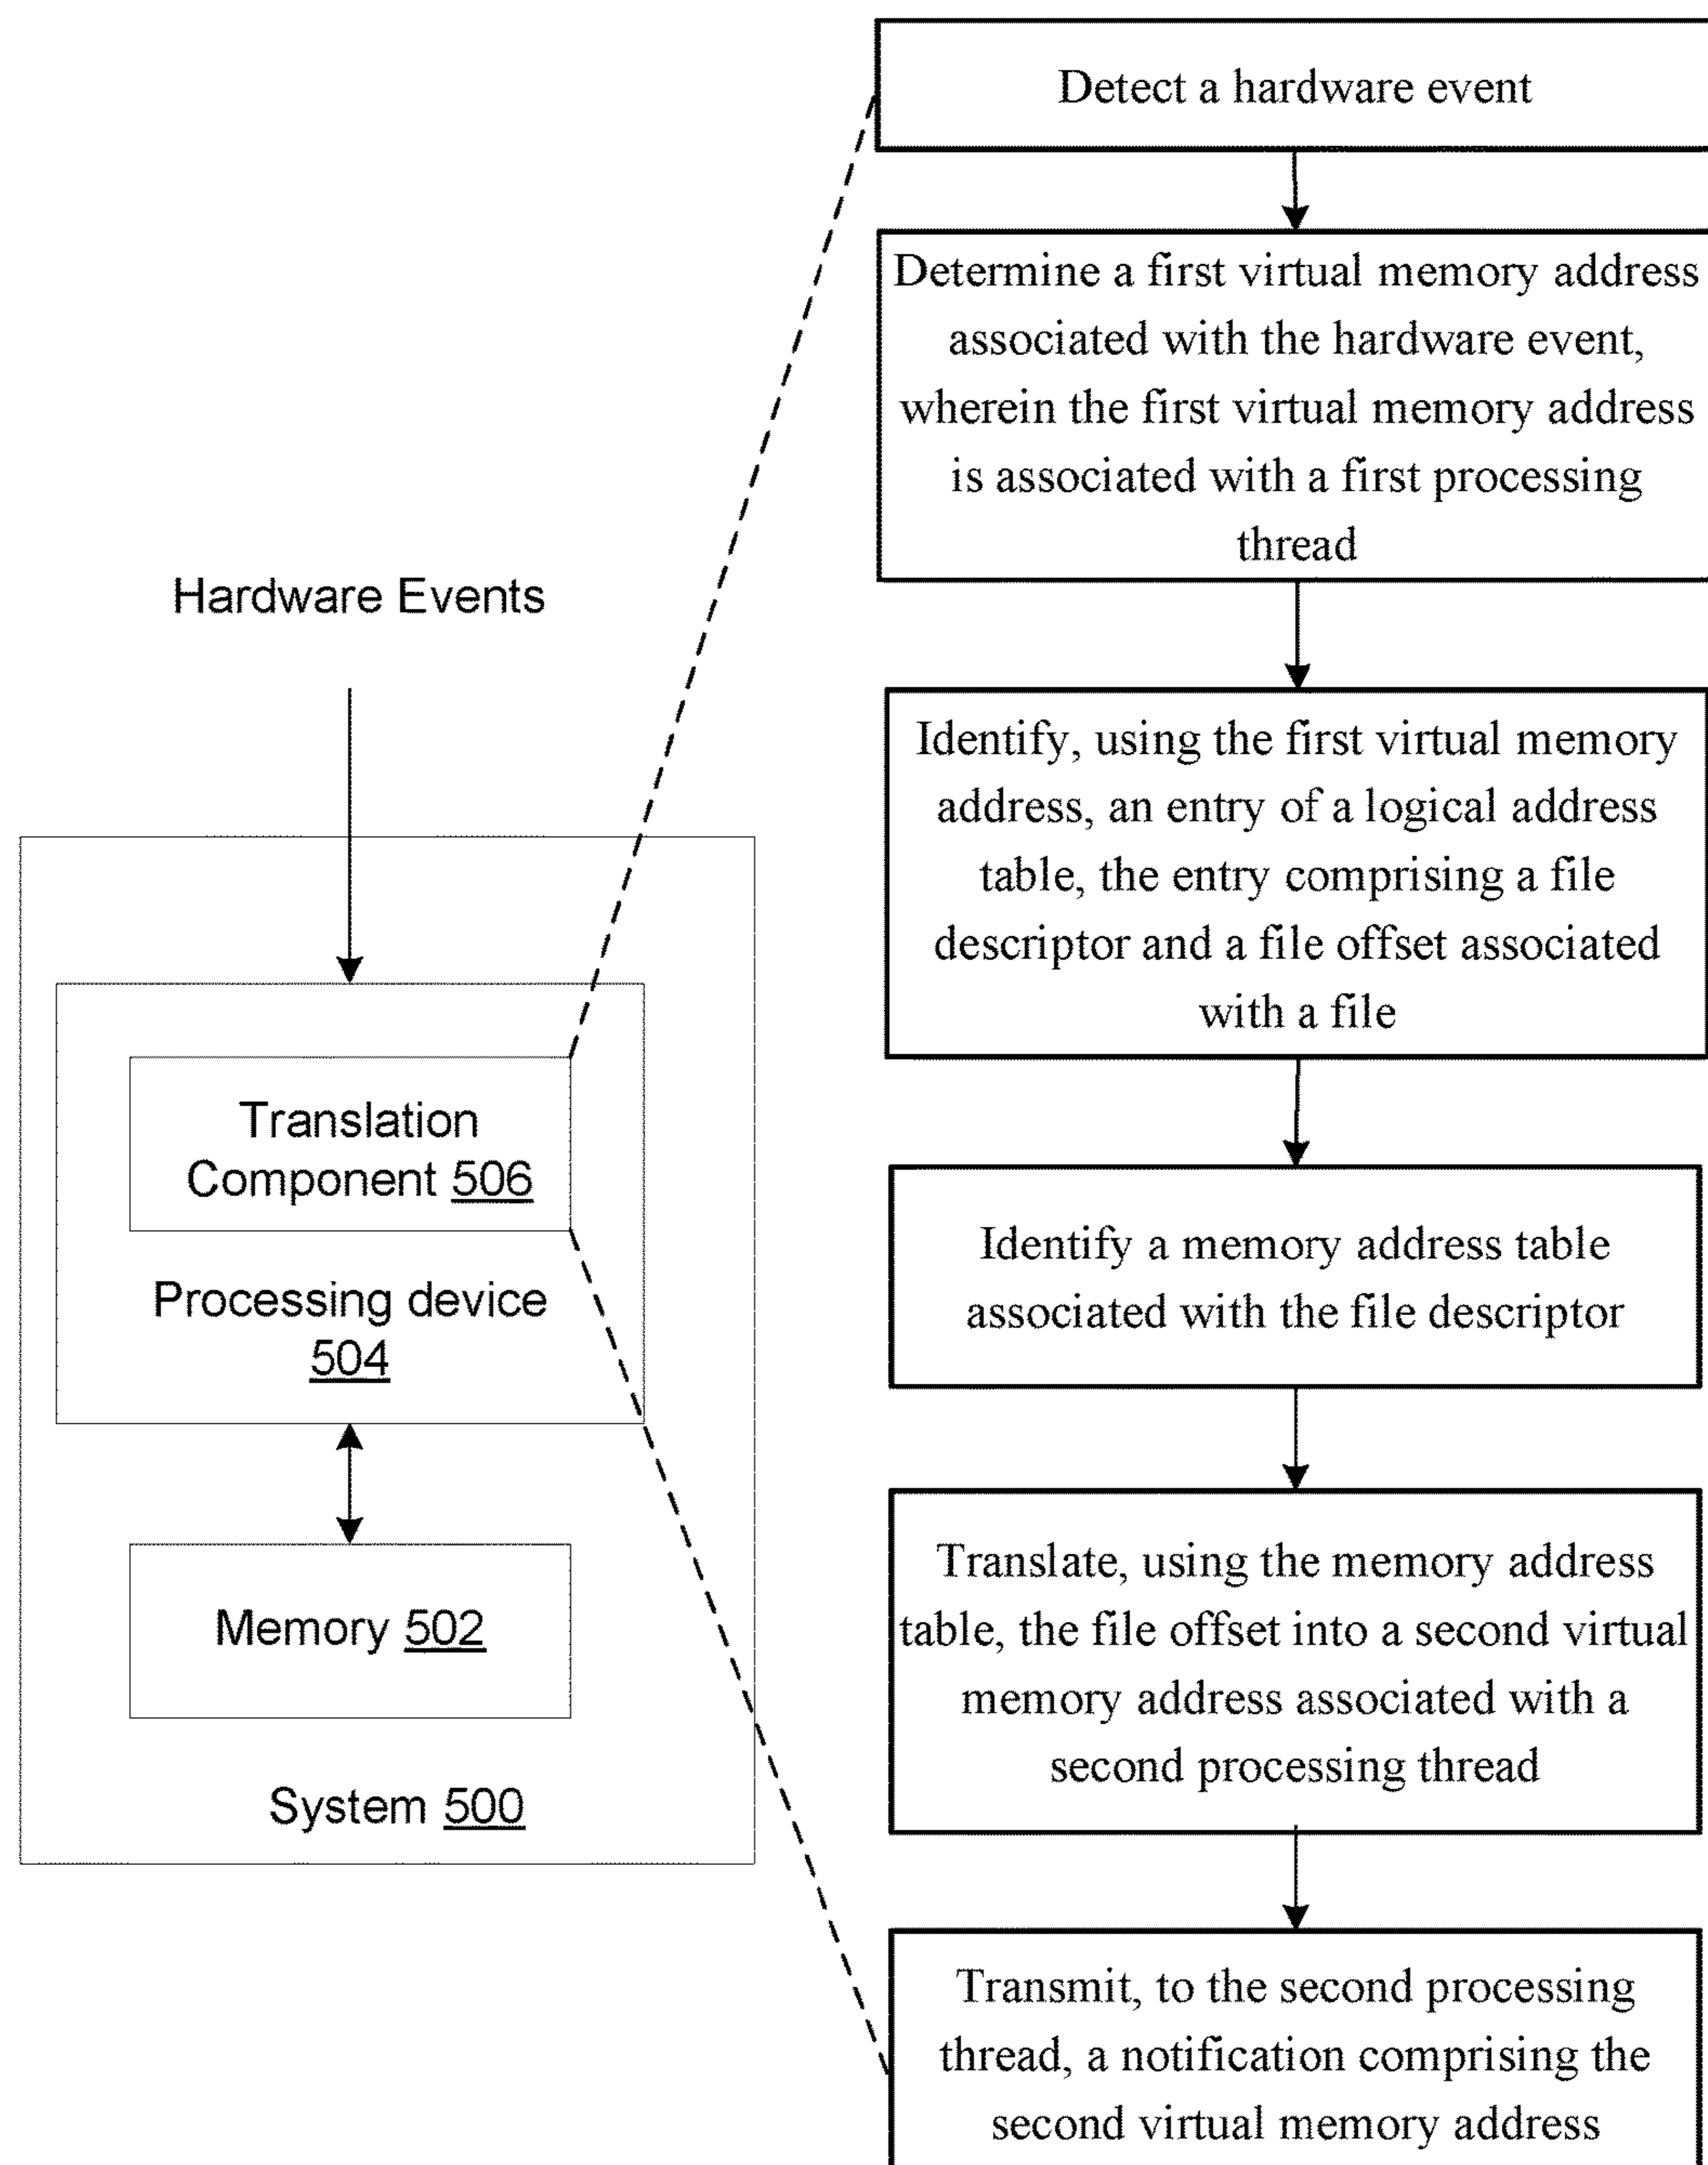 Hardware Events
Translation
Component 506
Processing device
504
Memory 502
System 500
Detect a hardware event
Determine a first virtual memory address
associated with the hardware event,
wherein the first virtual memory address
is associated with a first processing
thread
Identify, using the first virtual memory
address, an entry of a logical address
table, the entry comprising a file
descriptor and a file offset associated
with a file
Identify a memory address table
associated with the file descriptor
Translate, using the memory address
table, the file offset into a second virtual
memory address associated with a
second processing thread
Transmit, to the second processing
thread, a notification comprising the
second virtual memory address